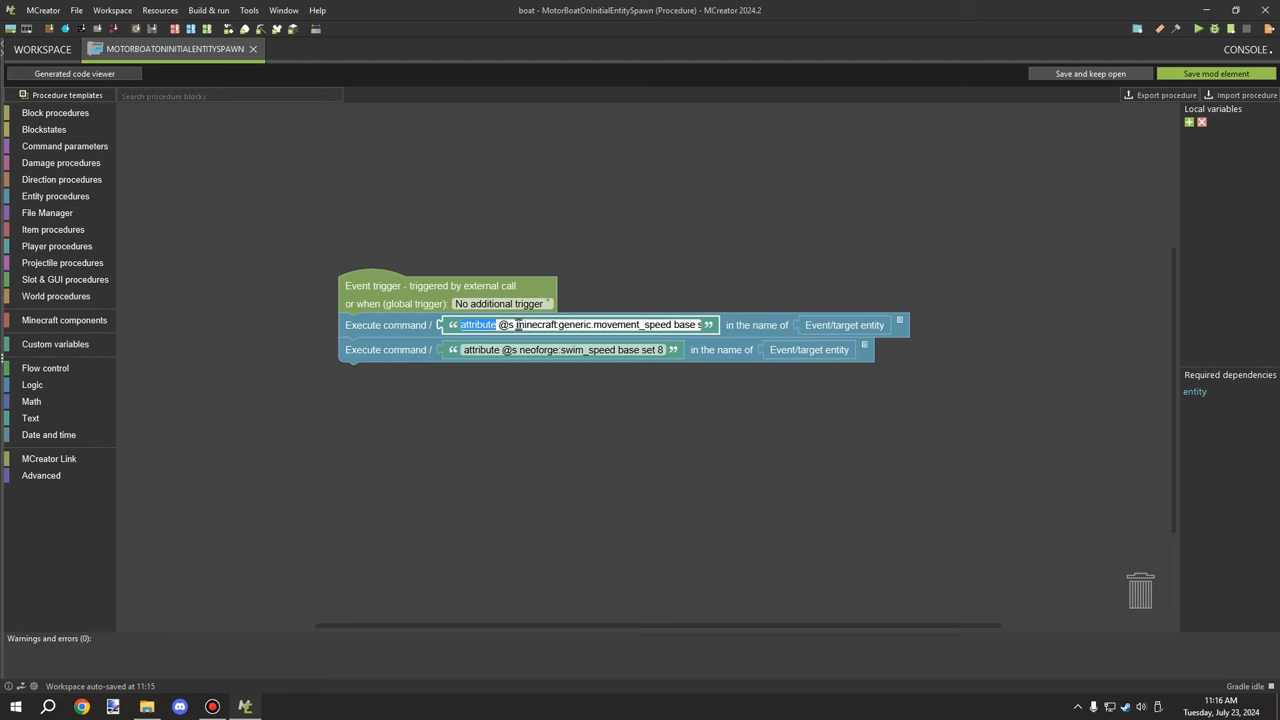 MCreator File Workspace Resources Build & run Tools Window Help
boat - MotorBoatOnInitialEntitySpawn (Procedure) - MCreator 2024.2
WORKSPACE MOTORBOATONINITIALENTITYSPAWN CONSOLE
Generated code viewer Save and keep open Save mod element
Procedure templates Search procedure blocks Export procedure Import procedure
Block procedures
Blockstates
Command parameters
Damage procedures
Direction procedures
Entity procedures
File Manager
Item procedures
Player procedures
Projectile procedures
Slot & GUI procedures
World procedures
Minecraft components
Custom variables
Flow control
Logic
Math
Text
Date and time
MCreator Link
Advanced
Event trigger - triggered by external call
or when (global trigger): No additional trigger
Execute command / “ attribute @s minecraft:generic.movement_speed base s ” in the name of Event/target entity
Execute command / “ attribute @s neoforge:swim_speed base set 8 ” in the name of Event/target entity
Local variables
Required dependencies
entity
Warnings and errors (0):
Workspace auto-saved at 11:15 Gradle idle
11:16 AM
Tuesday, July 23, 2024